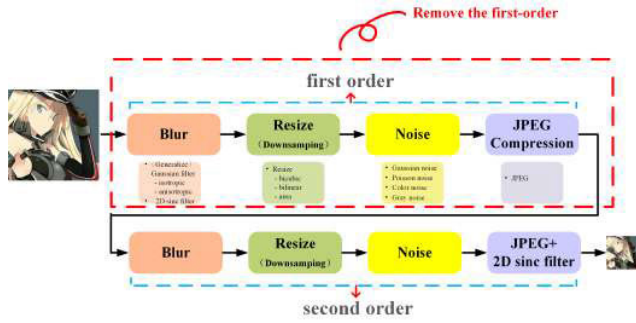 Remove the first-order
first order
Blur
Resize
(Downsamping)
Noise
JPEG
Compression
• (Generalize)
Gaussian filter
- isotropic
- anisotropic
• 2D sinc filter
• Resize
- bicubic
- bilinear
- area
• Gaussian noise
• Poisson noise
• Color noise
• Gray noise
• JPEG
Blur
Resize
(Downsamping)
Noise
JPEG+
2D sinc filter
second order